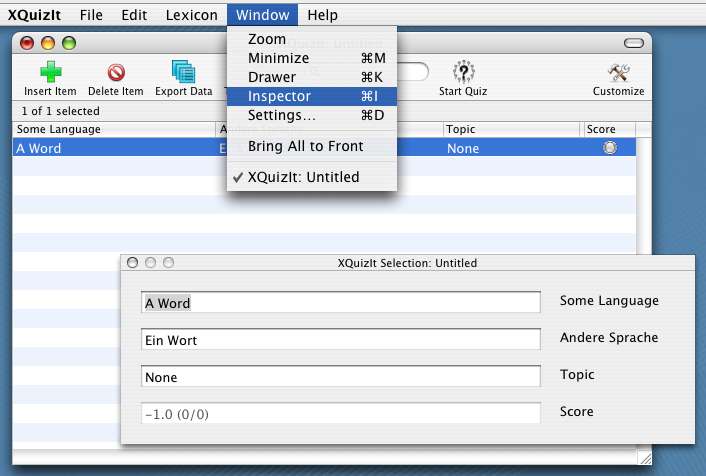 XQuizIt File Edit Lexicon Window Help
Zoom
Minimize ⌘M
Drawer ⌘K
Inspector ⌘I
Settings... ⌘D
Bring All to Front
✓ XQuizIt: Untitled
Insert Item Delete Item Export Data Start Quiz Customize
1 of 1 selected
Some Language Topic Score
A Word None
XQuizIt Selection: Untitled
A Word Some Language
Ein Wort Andere Sprache
None Topic
-1.0 (0/0) Score